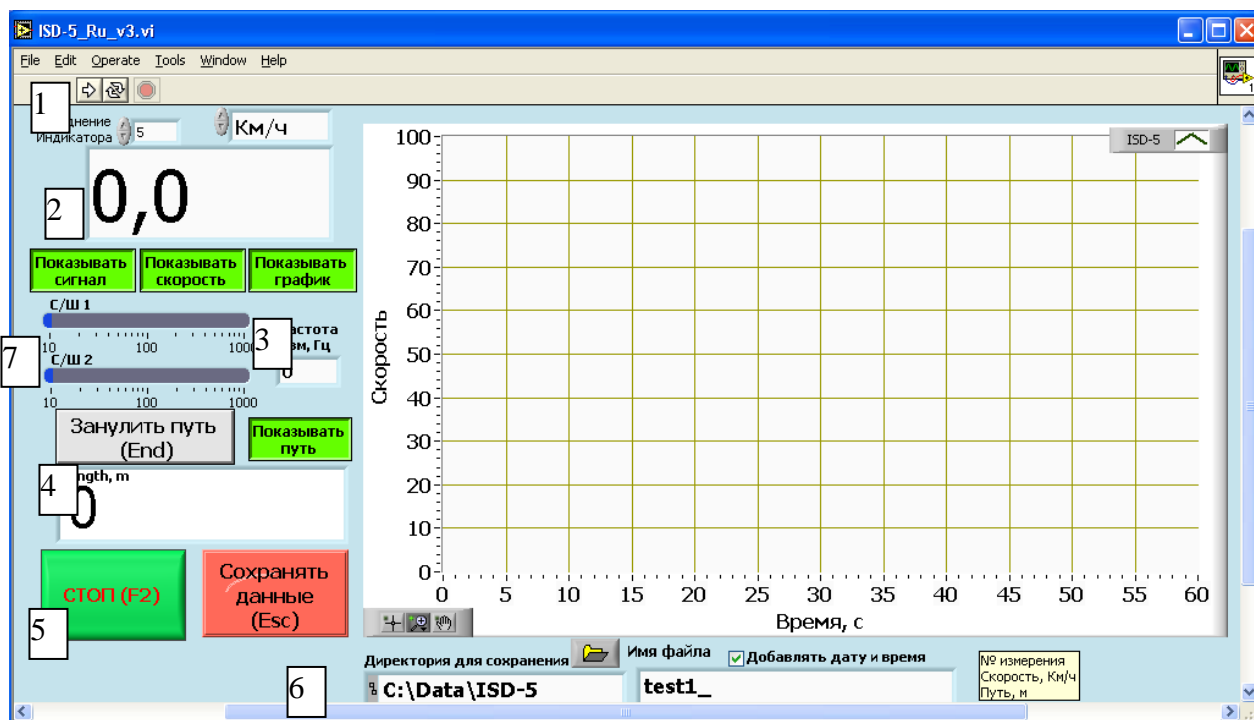 ISD-5_Ru_v3.vi
File Edit Operate Tools Window Help
1
1
Индикатора
5
Км/ч
2
0,0
Показывать
сигнал
Показывать
скорость
Показывать
график
С/Ш 1
10 100 1000
3
Гц
0
7
С/Ш 2
10 100 1000
Занулить путь
(End)
Показывать
путь
4
m
0
СТОП (F2)
5
Сохранять
данные
(Esc)
ISD-5
Скорость
100
90
80
70
60
50
40
30
20
10
0
0 5 10 15 20 25 30 35 40 45 50 55 60
Время, с
6
Директория для сохранения
C:\Data\ISD-5
Имя файла
Добавлять дату и время
test1_
№ измерения
Скорость, Км/ч
Путь, м